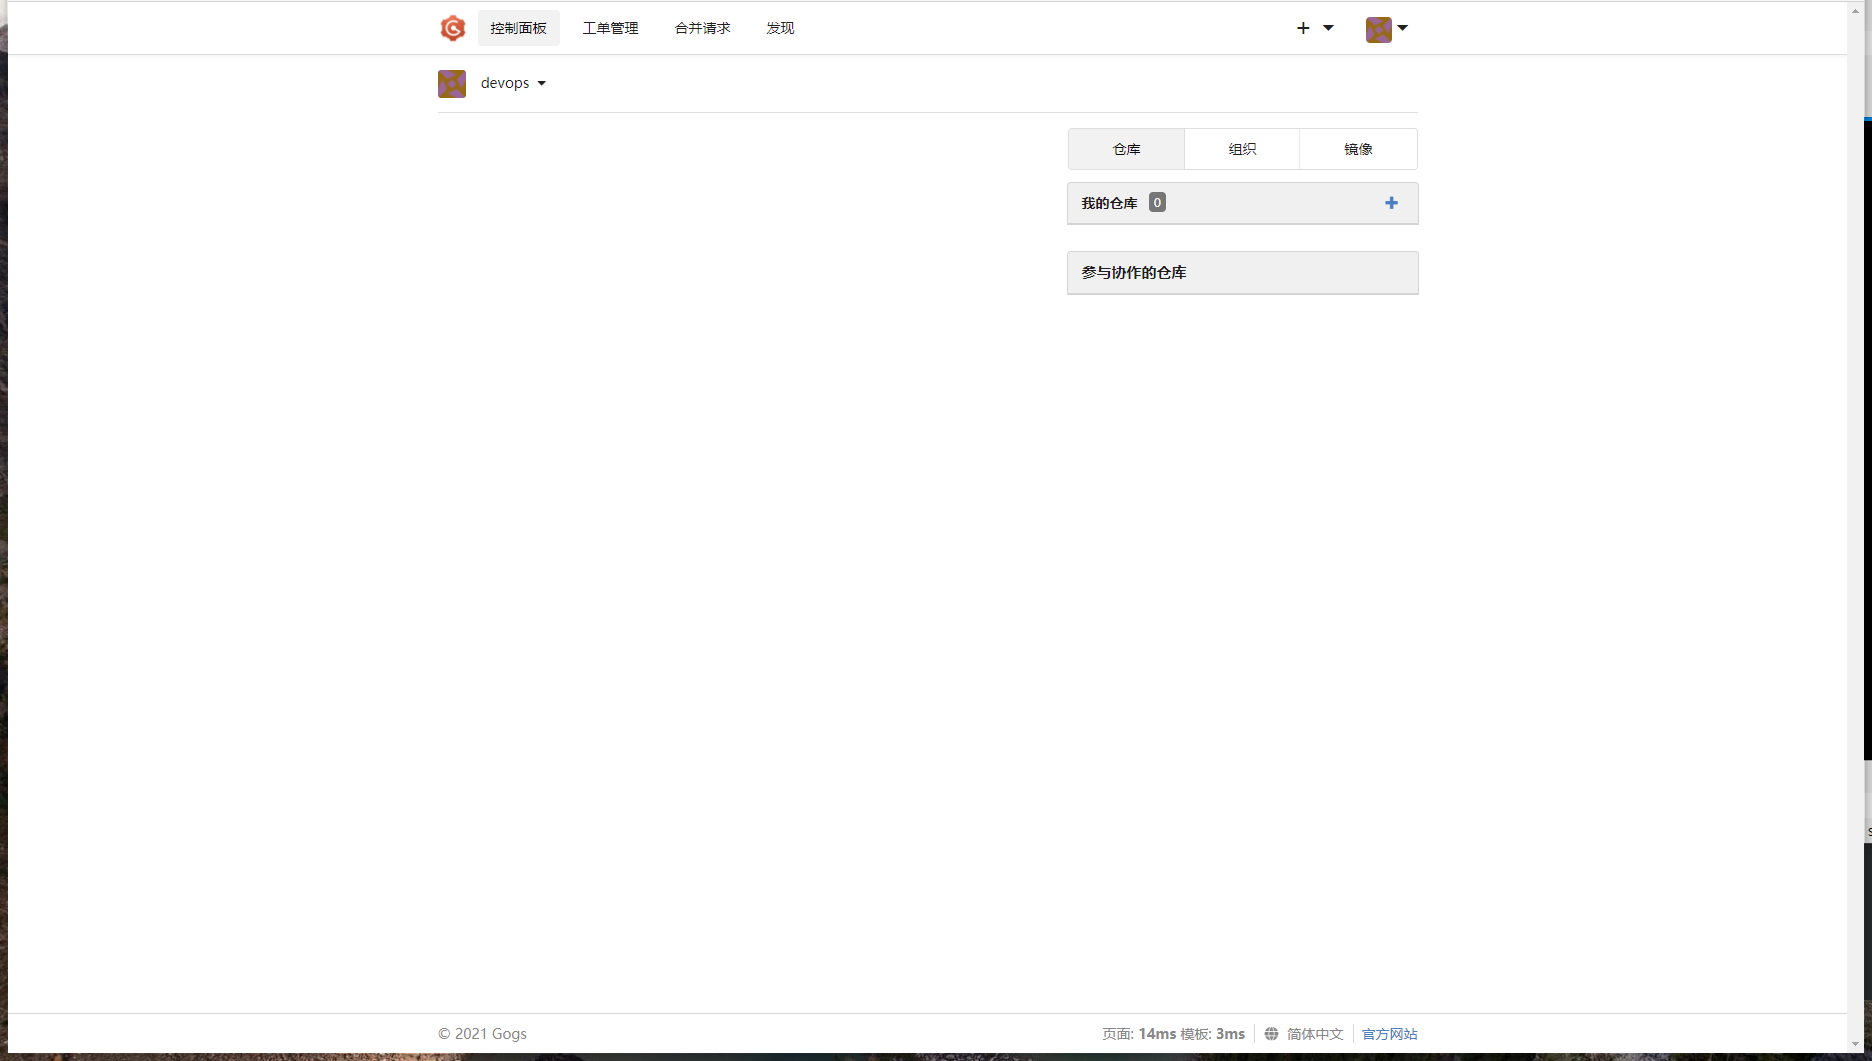 控制面板 工单管理 合并请求 发现
devops
仓库 组织 镜像
我的仓库 0
参与协作的仓库
© 2021 Gogs 页面: 14ms 模板: 3ms 简体中文 官方网站